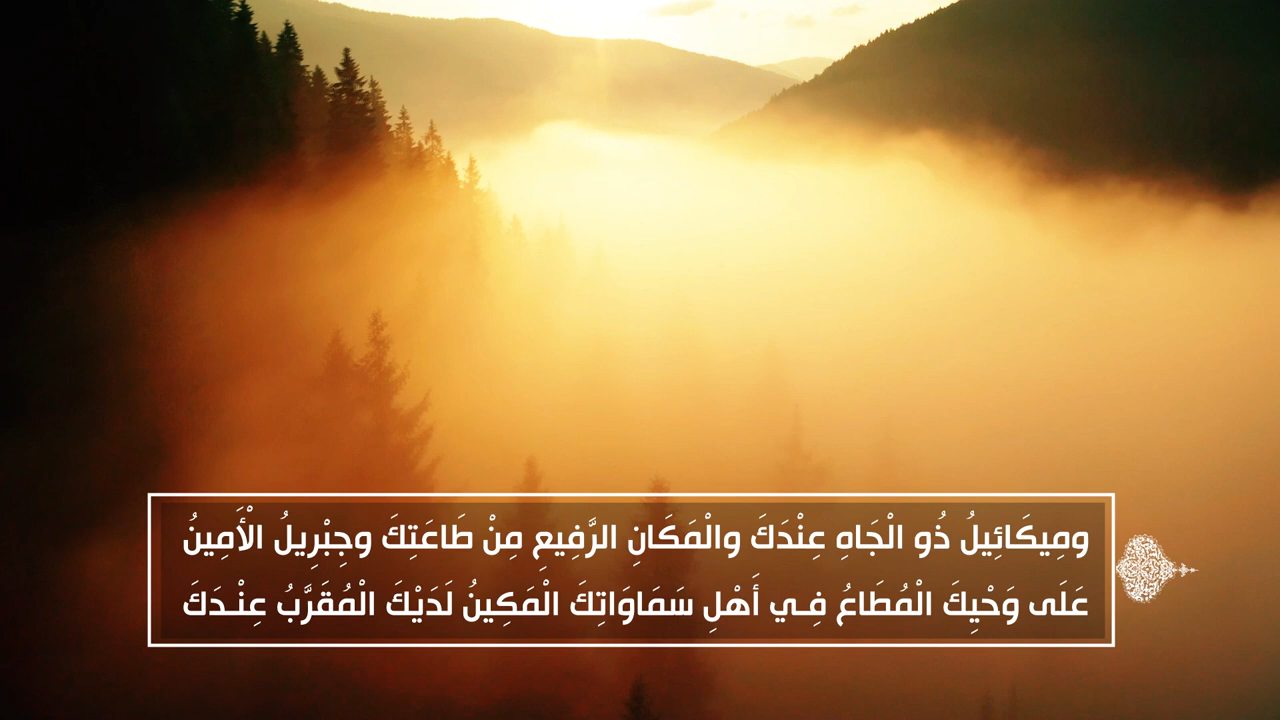 ومِيكَائِيلُ ذُو الْجَاهِ عِنْدَكَ والْمَكَانِ الرَّفِيعِ مِنْ طَاعَتِكَ وجِبْرِيلُ الْأَمِينُ
عَلَى وَحْيِكَ الْمُطَاعُ فِـي أَهْلِ سَمَاوَاتِكَ الْمَكِينُ لَدَيْكَ الْمُقَرَّبُ عِنْـدَكَ